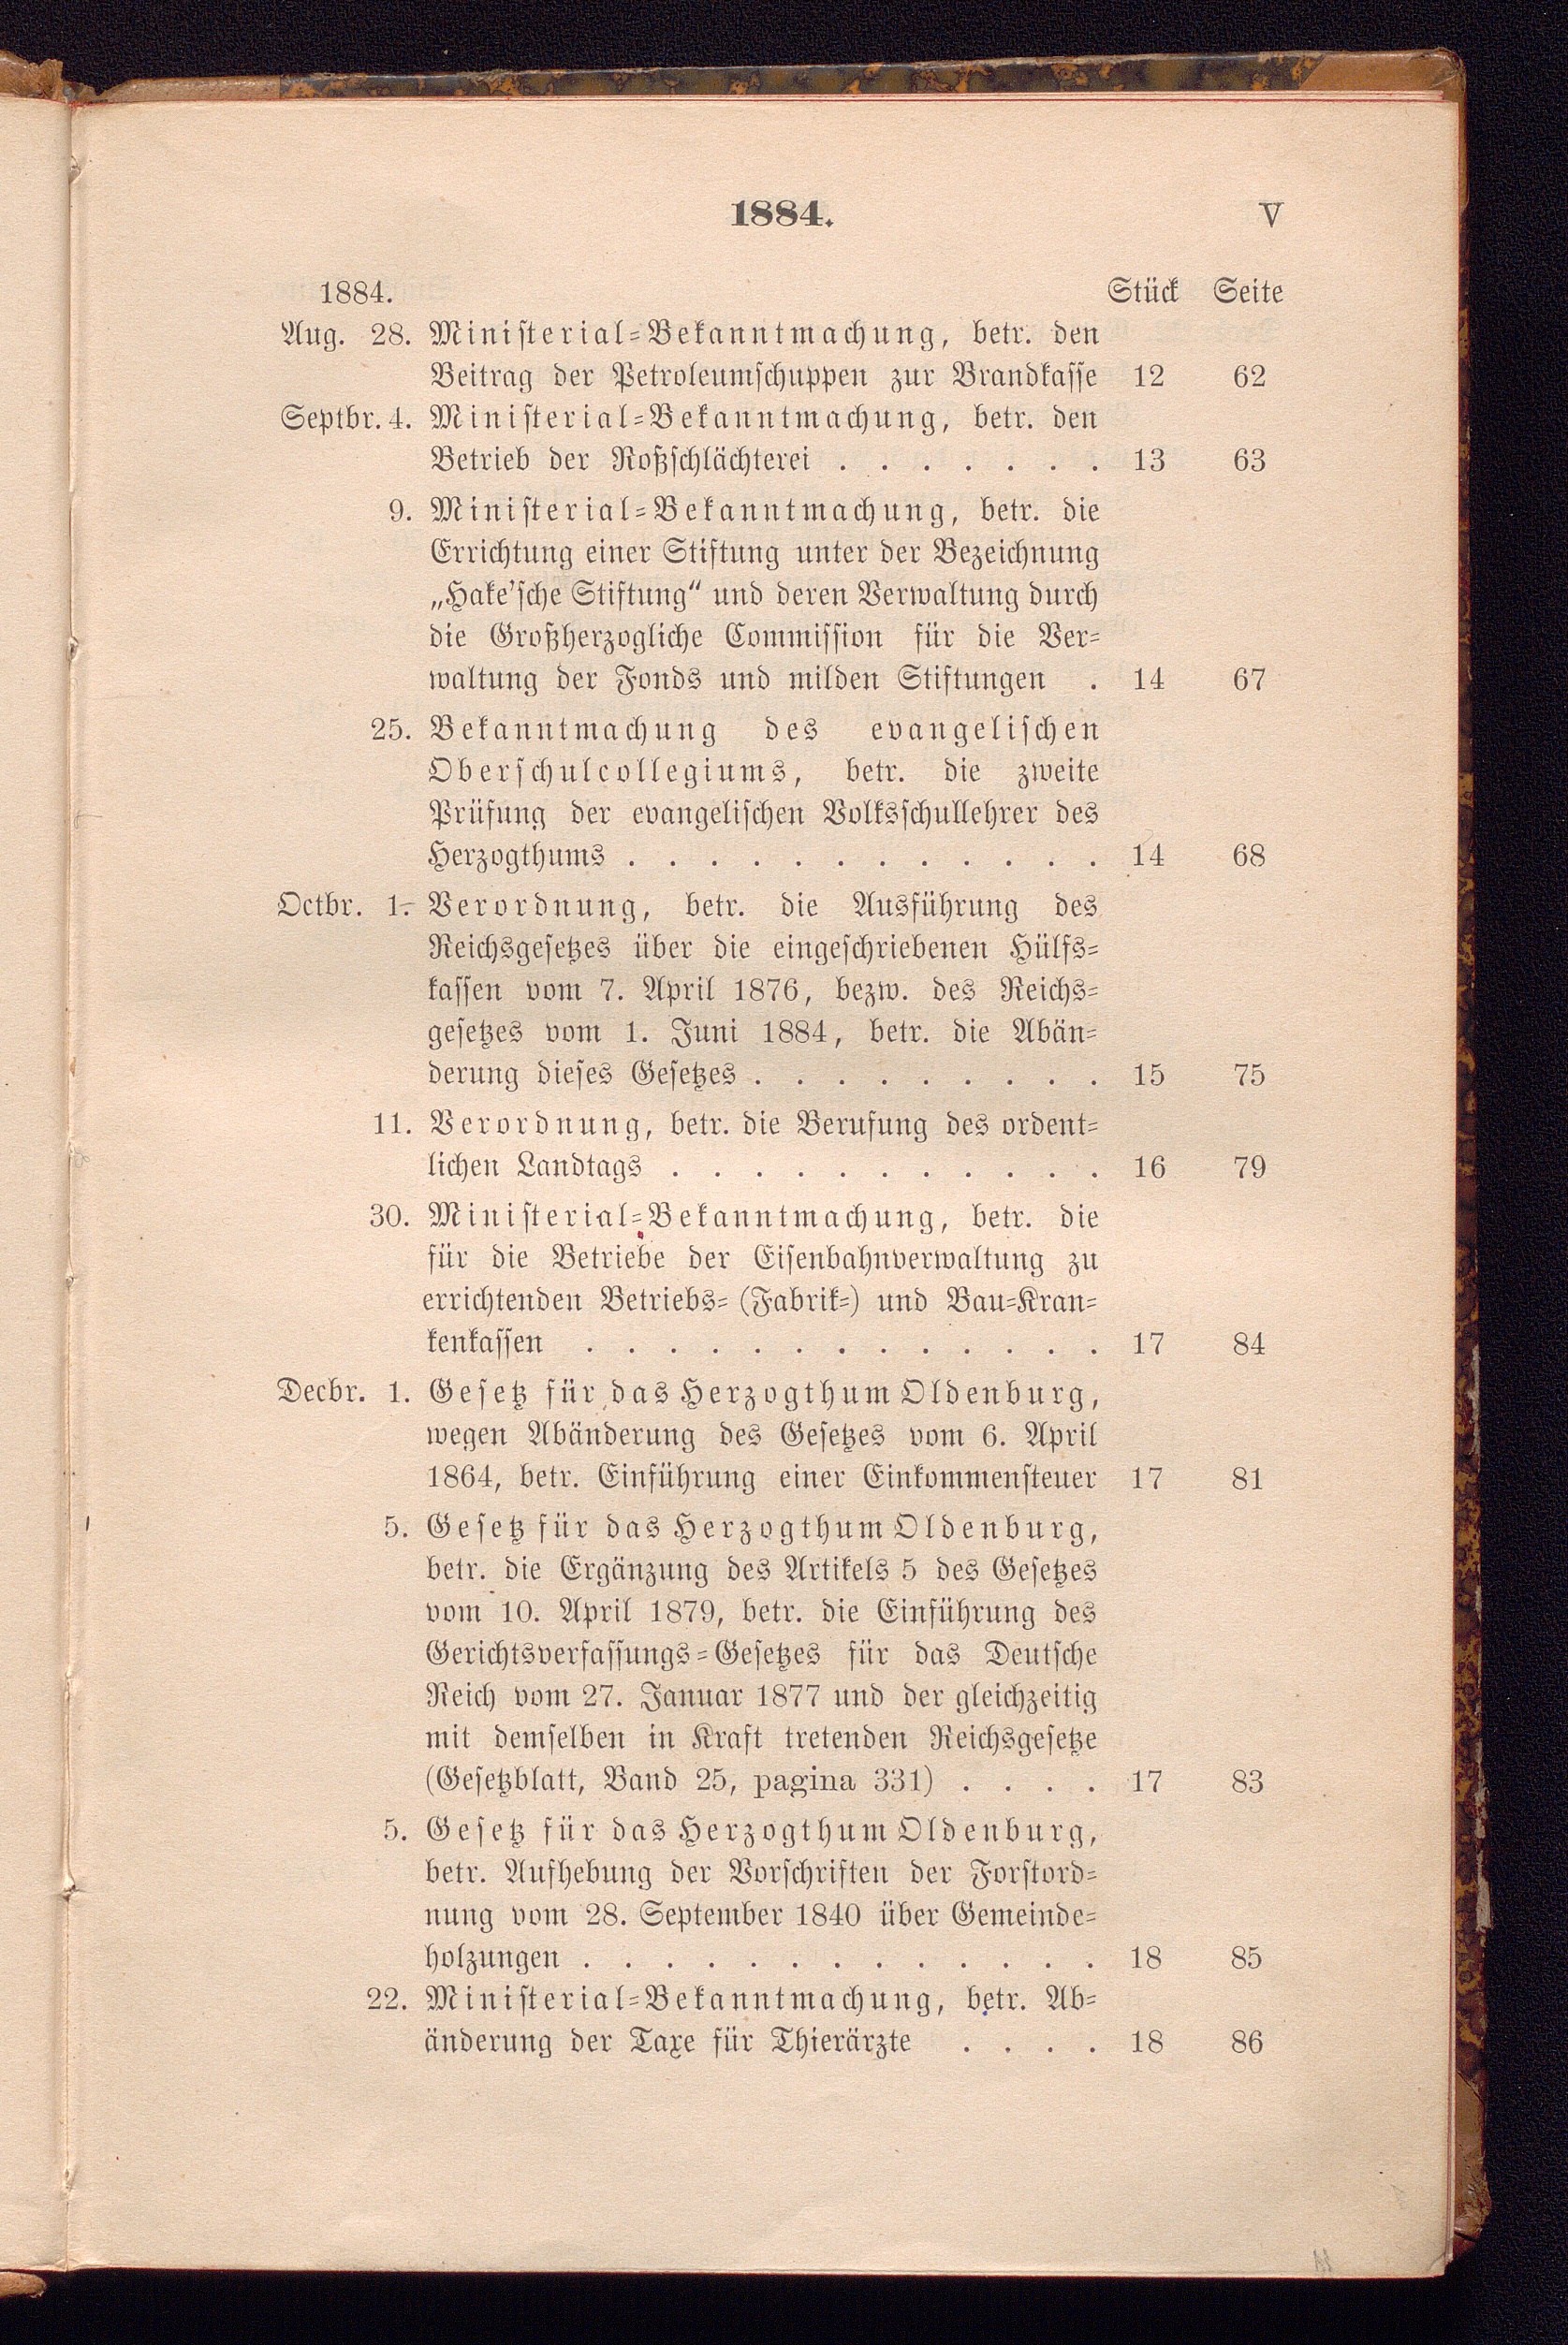 1884. V
1884. Stück Seite
Aug. 28. Ministerial-Bekanntmachung, betr. den
Beitrag der Petroleumschuppen zur Brandkasse 12 62
Septbr. 4. Ministerial-Bekanntmachung, betr. den
Betrieb der Roßschlächterei . . . . . . . 13 63
9. Ministerial-Bekanntmachung, betr. die
Errichtung einer Stiftung unter der Bezeichnung
„Hake'sche Stiftung“ und deren Verwaltung durch
die Großherzogliche Commission für die Ver-
waltung der Fonds und milden Stiftungen . 14 67
25. Bekanntmachung des evangelischen
Oberschulcollegiums, betr. die zweite
Prüfung der evangelischen Volksschullehrer des
Herzogthums . . . . . . . . . . . . 14 68
Octbr. 1. Verordnung, betr. die Ausführung des
Reichsgesetzes über die eingeschriebenen Hülfs-
kassen vom 7. April 1876, bezw. des Reichs-
gesetzes vom 1. Juni 1884, betr. die Abän-
derung dieses Gesetzes . . . . . . . . . 15 75
11. Verordnung, betr. die Berufung des ordent-
lichen Landtags . . . . . . . . . . . 16 79
30. Ministerial-Bekanntmachung, betr. die
für die Betriebe der Eisenbahnverwaltung zu
errichtenden Betriebs- (Fabrik-) und Bau-Kran-
kenkassen . . . . . . . . . . . . . 17 84
Decbr. 1. Gesetz für das Herzogthum Oldenburg,
wegen Abänderung des Gesetzes vom 6. April
1864, betr. Einführung einer Einkommensteuer 17 81
5. Gesetz für das Herzogthum Oldenburg,
betr. die Ergänzung des Artikels 5 des Gesetzes
vom 10. April 1879, betr. die Einführung des
Gerichtsverfassungs-Gesetzes für das Deutsche
Reich vom 27. Januar 1877 und der gleichzeitig
mit demselben in Kraft tretenden Reichsgesetze
(Gesetzblatt, Band 25, pagina 331) . . . . 17 83
5. Gesetz für das Herzogthum Oldenburg,
betr. Aufhebung der Vorschriften der Forstord-
nung vom 28. September 1840 über Gemeinde-
holzungen . . . . . . . . . . . . . 18 85
22. Ministerial-Bekanntmachung, betr. Ab-
änderung der Taxe für Thierärzte . . . . 18 86